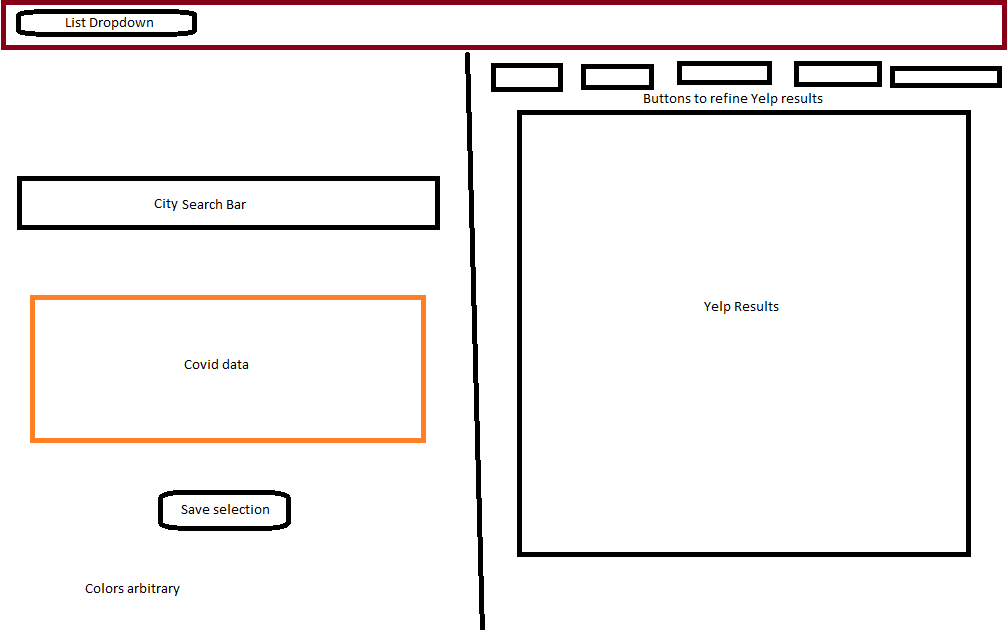 List Dropdown
Buttons to refine Yelp results
City Search Bar
Yelp Results
Covid data
Save selection
Colors arbitrary